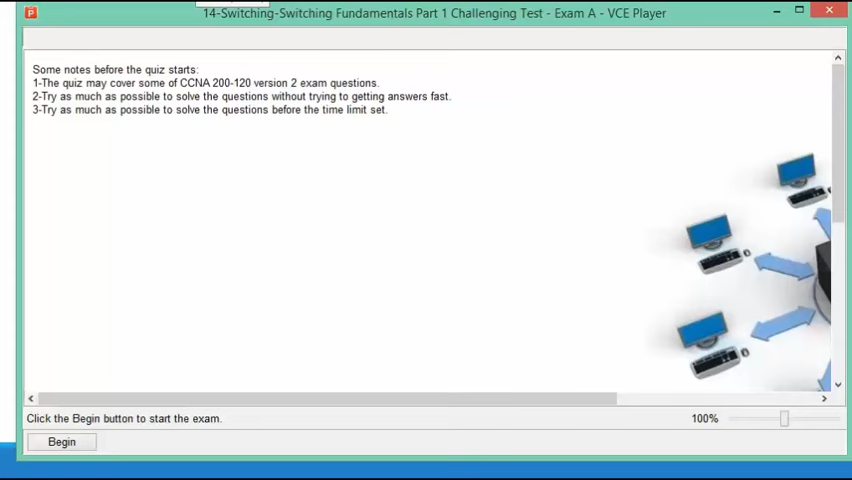 14-Switching-Switching Fundamentals Part 1 Challenging Test - Exam A - VCE Player
Some notes before the quiz starts:
1-The quiz may cover some of CCNA 200-120 version 2 exam questions.
2-Try as much as possible to solve the questions without trying to getting answers fast.
3-Try as much as possible to solve the questions before the time limit set.
Click the Begin button to start the exam.
100%
Begin